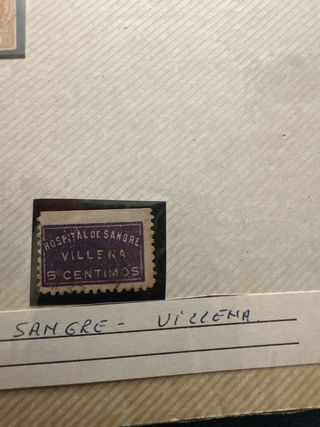 HOSPITAL DE SANGRE
VILLENA
5 CENTIMOS
SANGRE - VILLENA